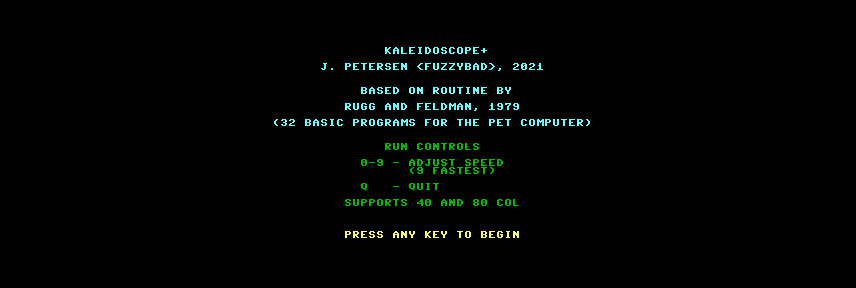 KALEIDOSCOPE+
J. PETERSEN <FUZZYBAD>, 2021
BASED ON ROUTINE BY
RUGG AND FELDMAN, 1979
(32 BASIC PROGRAMS FOR THE PET COMPUTER)
RUN CONTROLS
0-9 - ADJUST SPEED
(9 FASTEST)
Q - QUIT
SUPPORTS 40 AND 80 COL
PRESS ANY KEY TO BEGIN